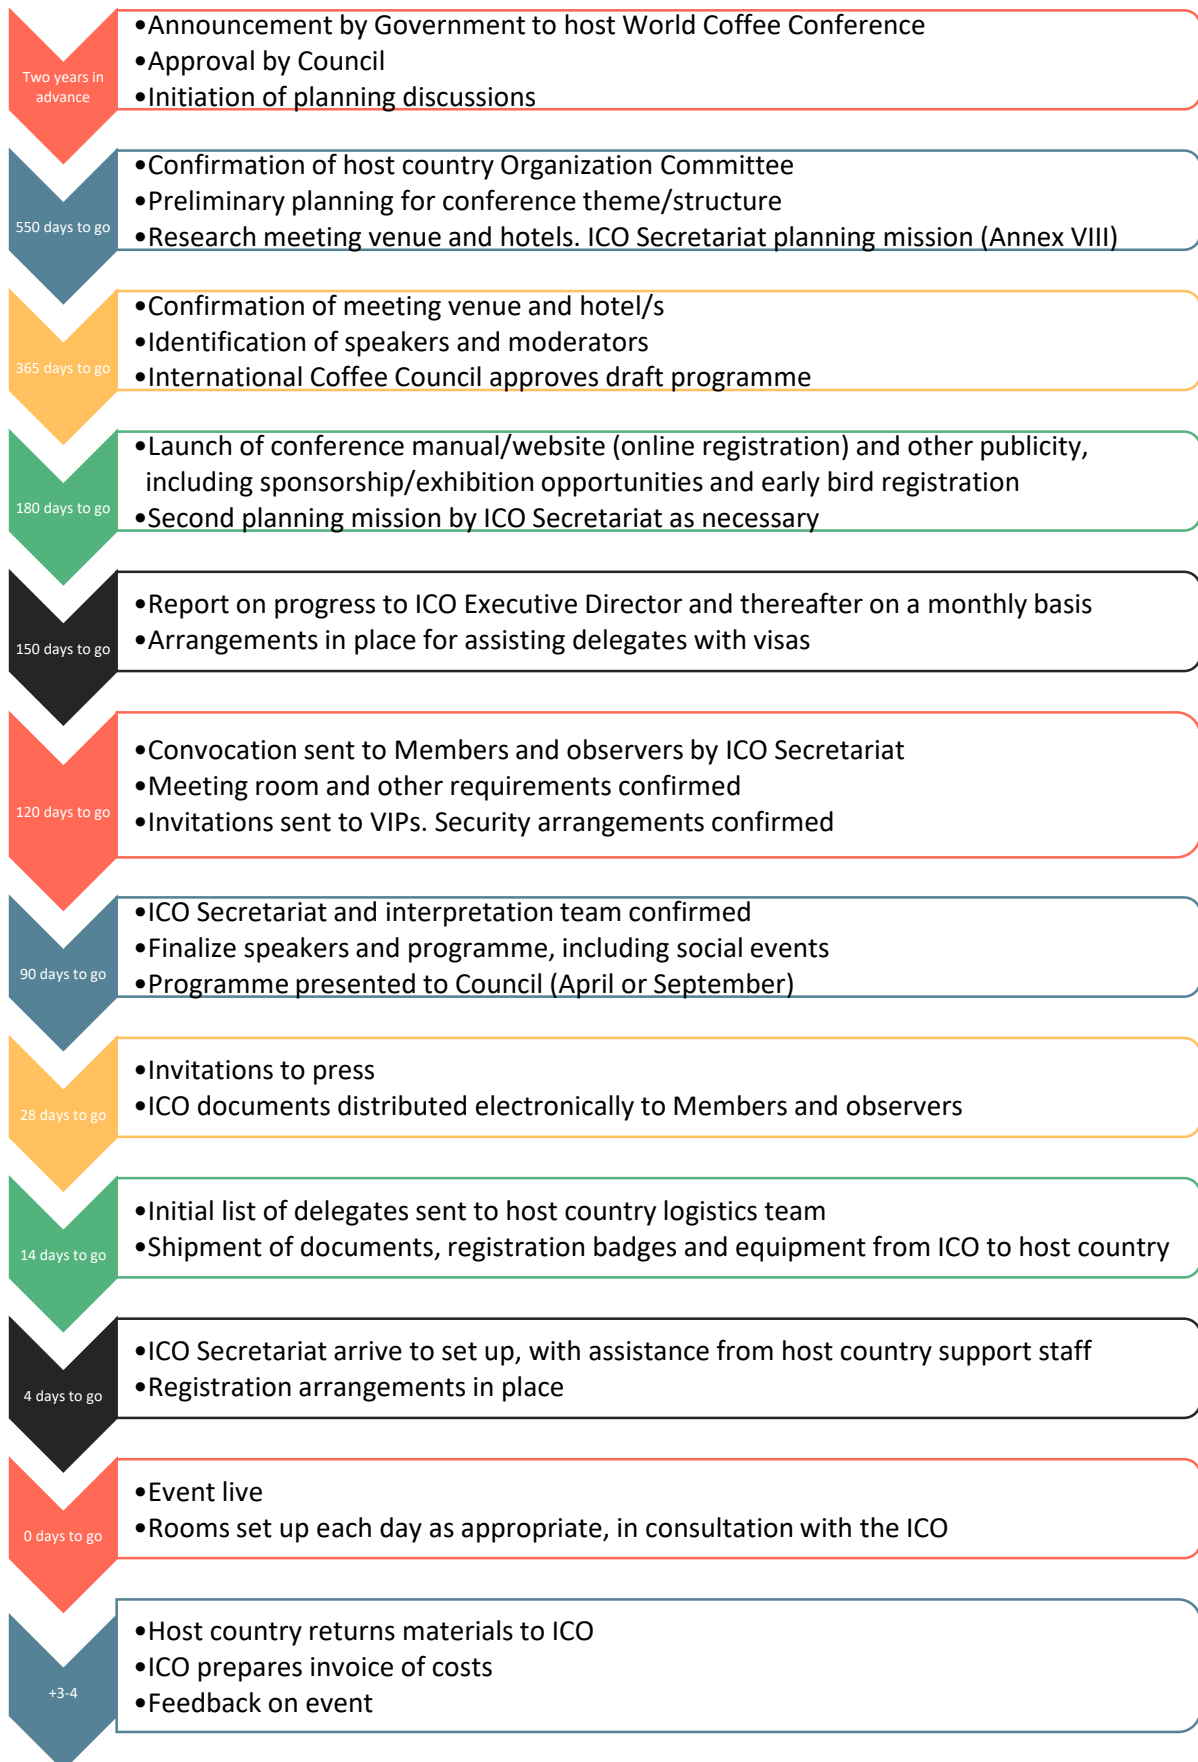 Two years in
advance
•Announcement by Government to host World Coffee Conference
•Approval by Council
•Initiation of planning discussions
550 days to go
•Confirmation of host country Organization Committee
•Preliminary planning for conference theme/structure
•Research meeting venue and hotels. ICO Secretariat planning mission (Annex VIII)
365 days to go
•Confirmation of meeting venue and hotel/s
•Identification of speakers and moderators
•International Coffee Council approves draft programme
180 days to go
•Launch of conference manual/website (online registration) and other publicity,
including sponsorship/exhibition opportunities and early bird registration
•Second planning mission by ICO Secretariat as necessary
150 days to go
•Report on progress to ICO Executive Director and thereafter on a monthly basis
•Arrangements in place for assisting delegates with visas
120 days to go
•Convocation sent to Members and observers by ICO Secretariat
•Meeting room and other requirements confirmed
•Invitations sent to VIPs. Security arrangements confirmed
90 days to go
•ICO Secretariat and interpretation team confirmed
•Finalize speakers and programme, including social events
•Programme presented to Council (April or September)
28 days to go
•Invitations to press
•ICO documents distributed electronically to Members and observers
14 days to go
•Initial list of delegates sent to host country logistics team
•Shipment of documents, registration badges and equipment from ICO to host country
4 days to go
•ICO Secretariat arrive to set up, with assistance from host country support staff
•Registration arrangements in place
0 days to go
•Event live
•Rooms set up each day as appropriate, in consultation with the ICO
+3-4
•Host country returns materials to ICO
•ICO prepares invoice of costs
•Feedback on event